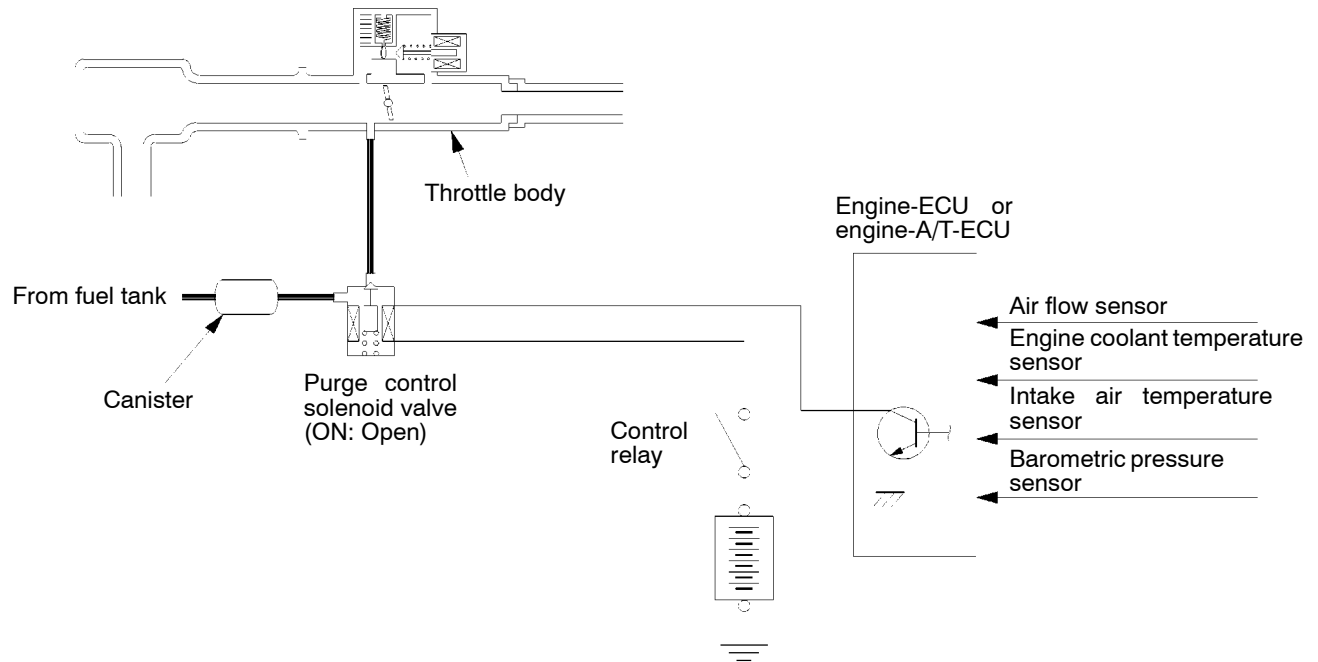 Throttle body
Engine-ECU or
engine-A/T-ECU
From fuel tank
Air flow sensor
Engine coolant temperature
sensor
Canister
Purge control
solenoid valve
(ON: Open)
Intake air temperature
sensor
Control
relay
Barometric pressure
sensor